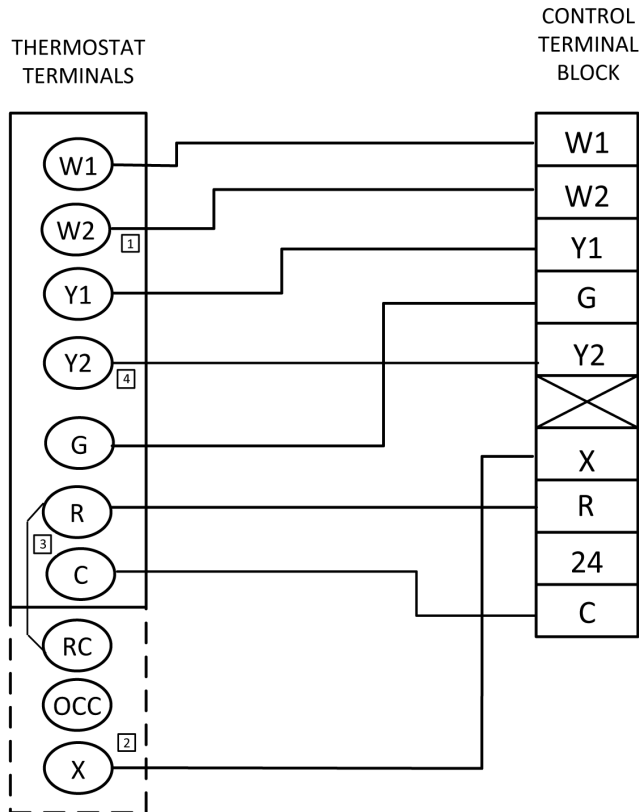 THERMOSTAT
TERMINALS
CONTROL
TERMINAL
BLOCK
W1
W2
1
Y1
Y2
4
G
R
3
C
RC
OCC
2
X
W1
W2
Y1
G
Y2
X
R
24
C